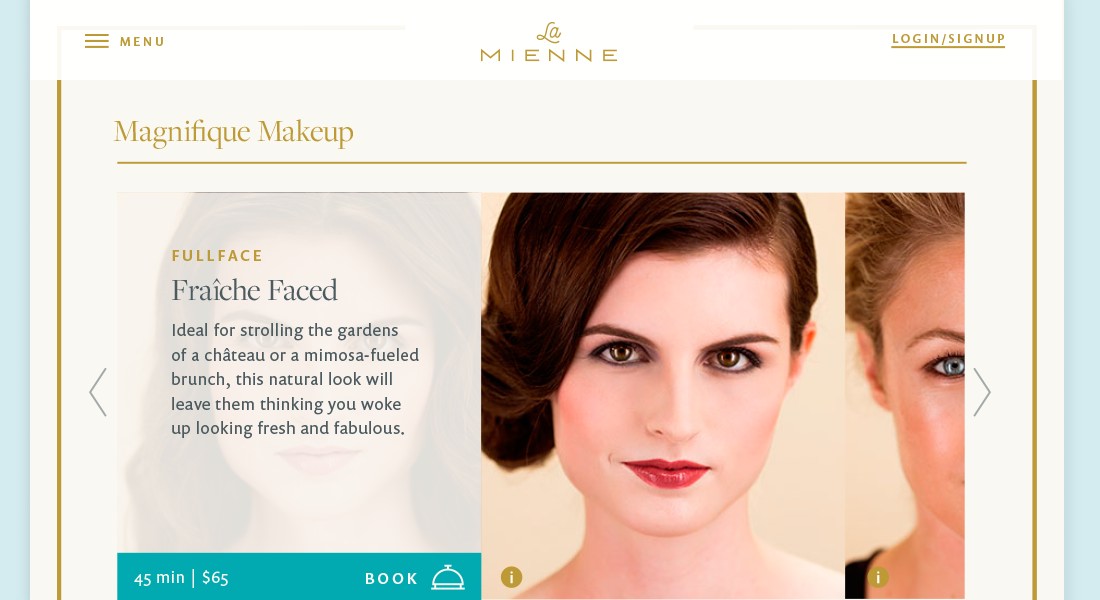 MENU
La
MIENNE
LOGIN/SIGNUP
Magnifique Makeup
FULLFACE
Fraîche Faced
Ideal for strolling the gardens
of a château or a mimosa-fueled
brunch, this natural look will
leave them thinking you woke
up looking fresh and fabulous.
45 min | $65
BOOK
i
i